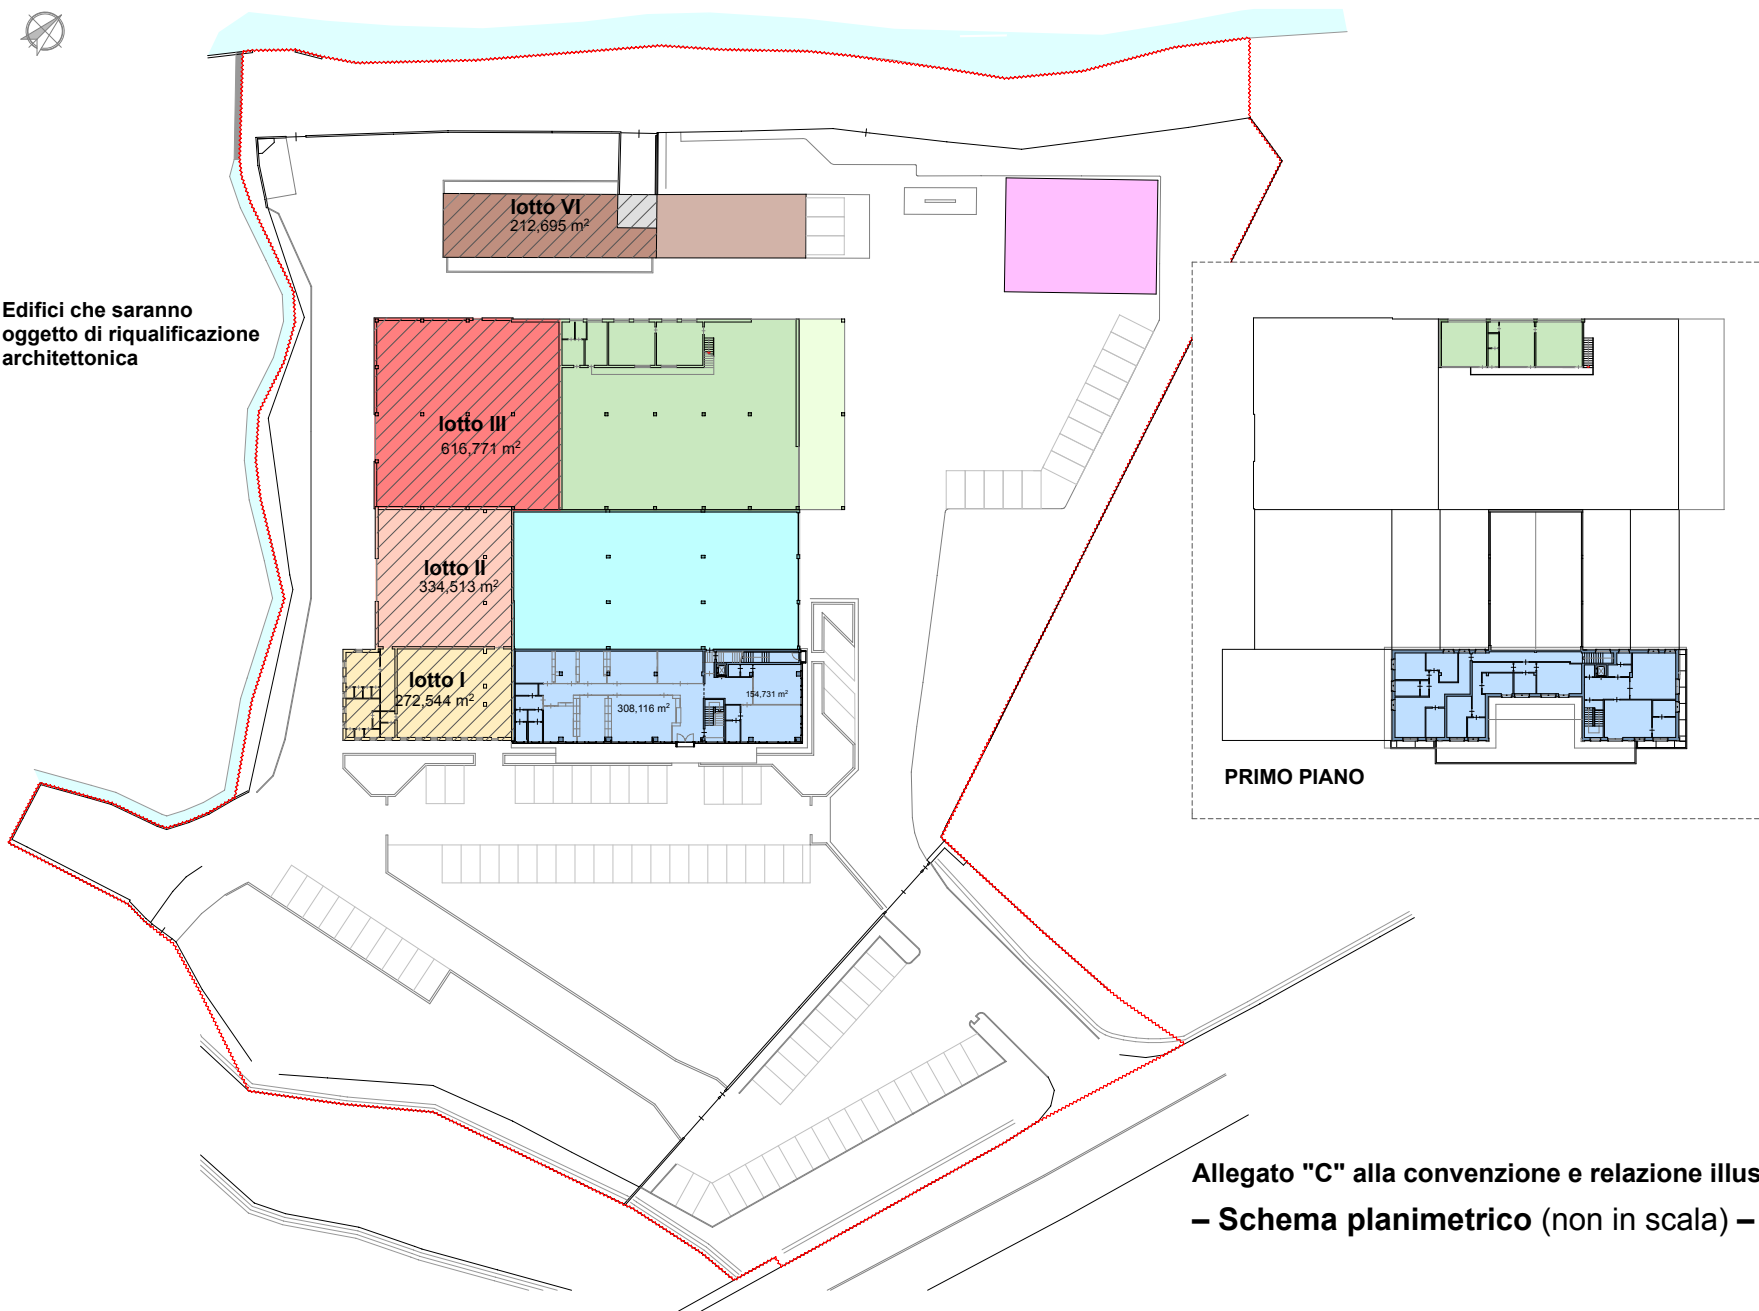 lotto VI
212,695 m²
Edifici che saranno
oggetto di riqualificazione
architettonica
lotto III
616,771 m²
lotto II
334,513 m²
lotto I
272,544 m²
308,116 m²
154,731 m²
PRIMO PIANO
Allegato "C" alla convenzione e relazione illus
– Schema planimetrico (non in scala) –